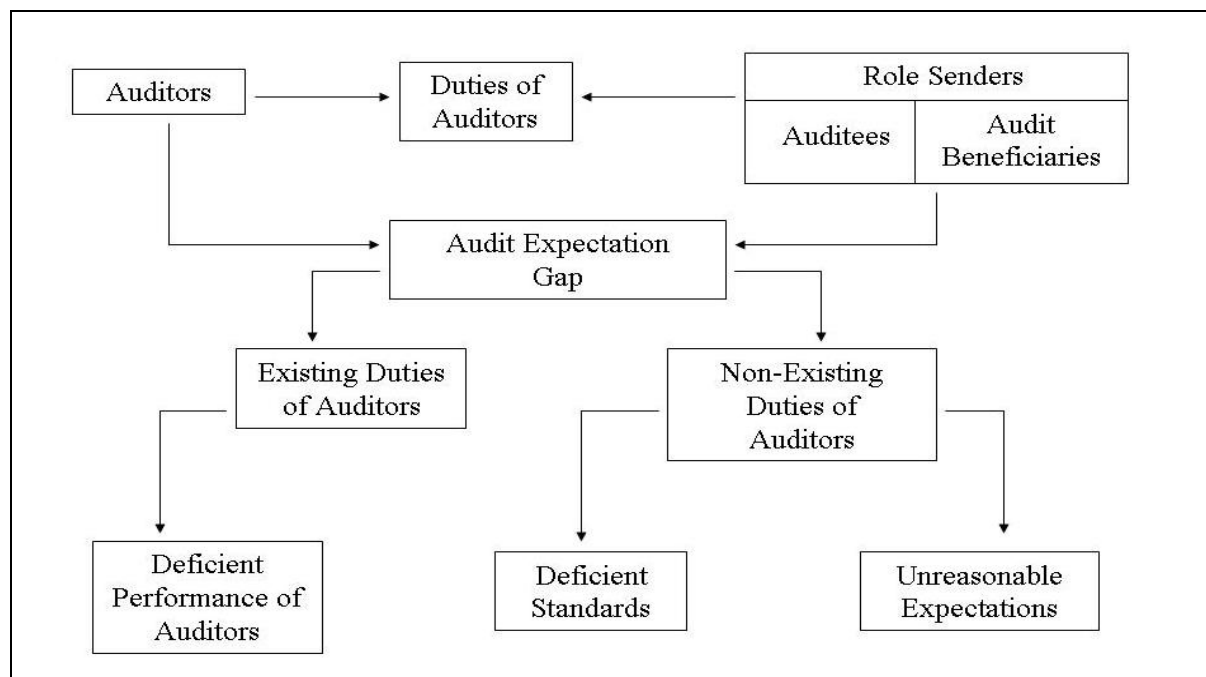 Auditors
Duties of
Auditors
Role Senders
Auditees
Audit
Beneficiaries
Audit Expectation
Gap
Existing Duties
of Auditors
Non-Existing
Duties of
Auditors
Deficient
Performance of
Auditors
Deficient
Standards
Unreasonable
Expectations